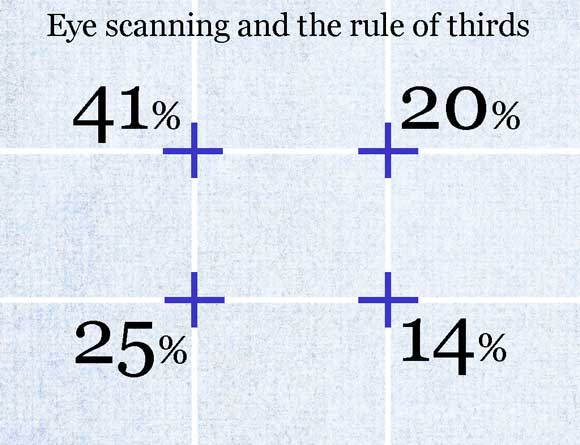 Eye scanning and the rule of thirds
41%
20%
25%
14%